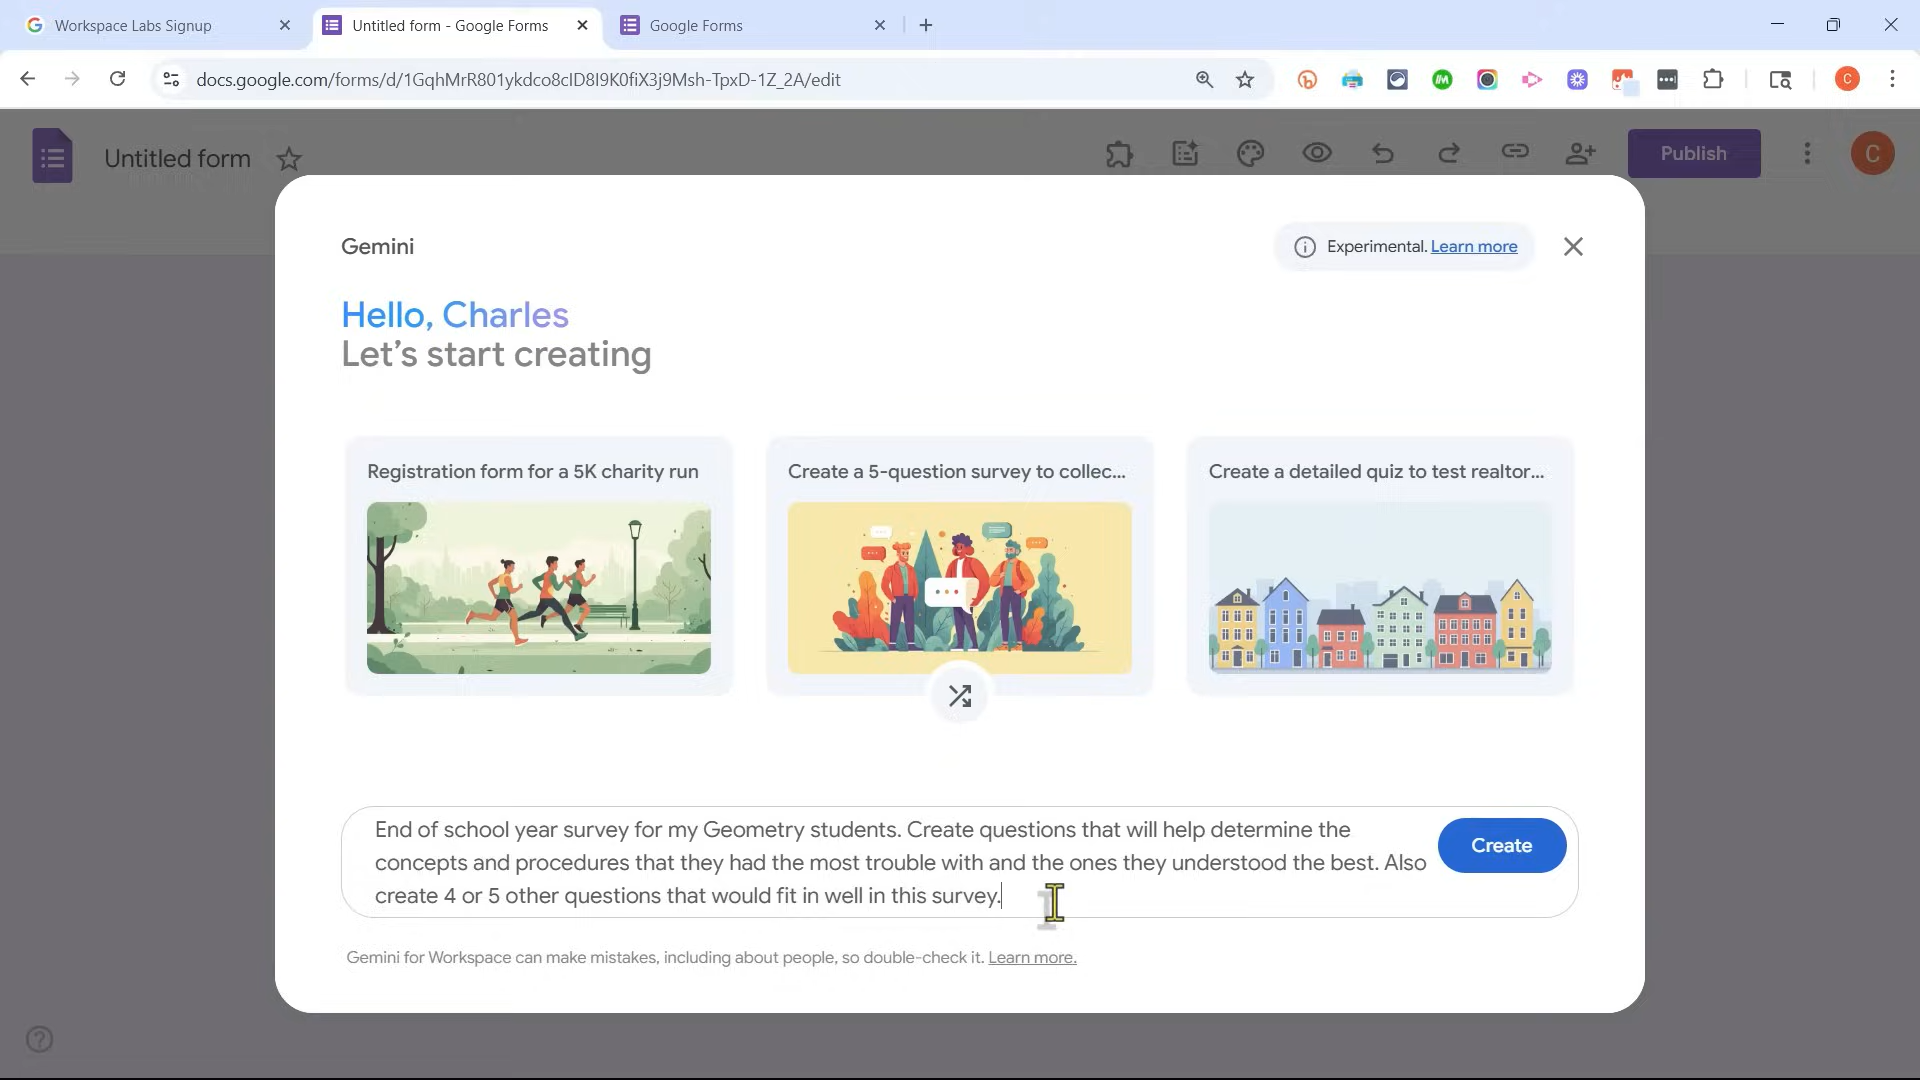 Workspace Labs Signup
Untitled form - Google Forms
Google Forms
docs.google.com/forms/d/1GqhMrR801ykdco8cID8I9K0fiX3j9Msh-TpxD-1Z_2A/edit
C
Untitled form
Publish
C
Gemini
Experimental. Learn more
Hello, Charles
Let's start creating
Registration form for a 5K charity run
Create a 5-question survey to collec...
Create a detailed quiz to test realtor...
End of school year survey for my Geometry students. Create questions that will help determine the
concepts and procedures that they had the most trouble with and the ones they understood the best. Also
create 4 or 5 other questions that would fit in well in this survey.
Create
Gemini for Workspace can make mistakes, including about people, so double-check it. Learn more.